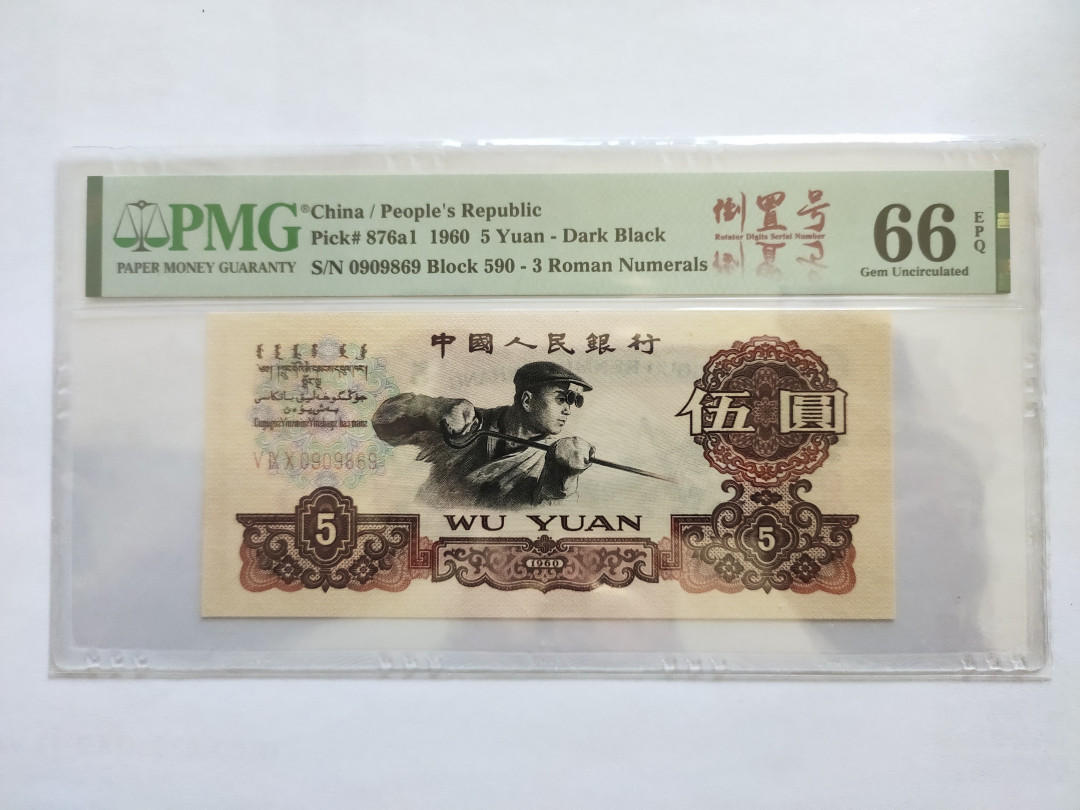 PMG®
PAPER MONEY GUARANTY
China / People's Republic
Pick# 876a1 1960 5 Yuan - Dark Black
S/N 0909869 Block 590 - 3 Roman Numerals
倒置号
Rotator Digits Serial Number
66
EPQ
Gem Uncirculated
中國人民銀行
伍圓
V IX X 0909869
5
WU YUAN
5
1960